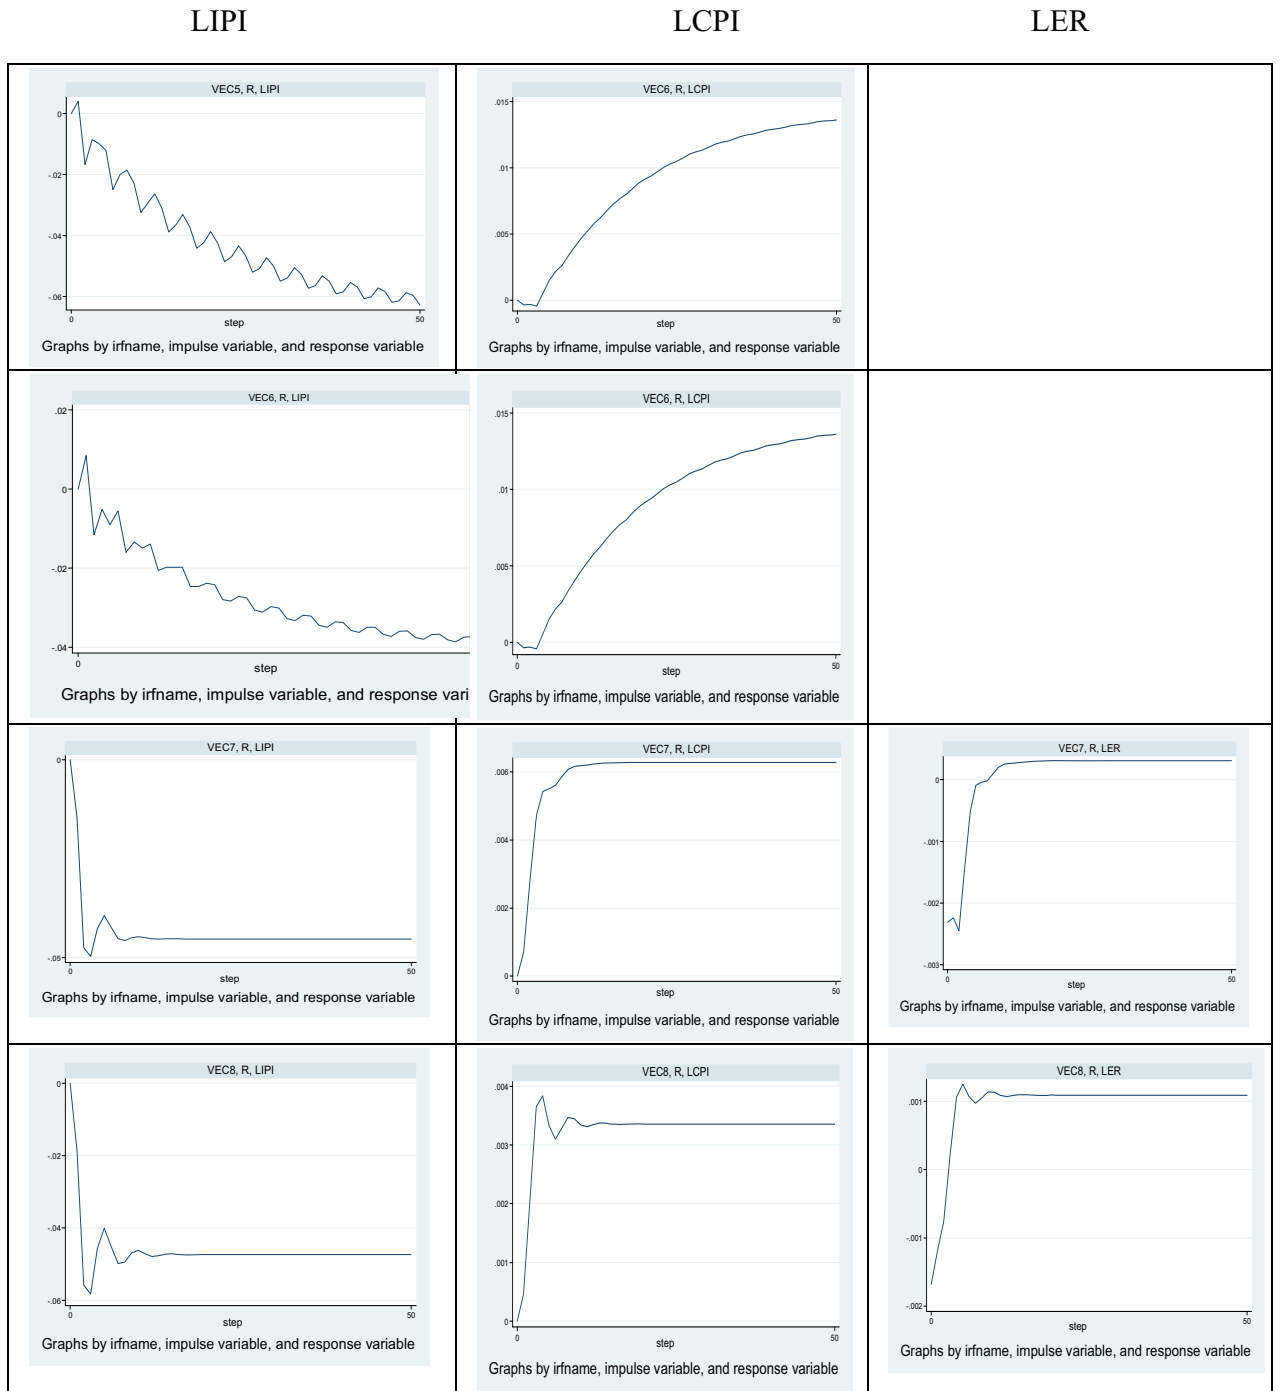 LIPI LCPI LER
VEC5, R, LIPI
0
-.02
-.04
-.06
0 50
step
Graphs by irfname, impulse variable, and response variable
VEC6, R, LCPI
.015
.01
.005
0
0 50
step
Graphs by irfname, impulse variable, and response variable
VEC6, R, LIPI
.02
0
-.02
-.04
0
step
Graphs by irfname, impulse variable, and response vari
VEC6, R, LCPI
.015
.01
.005
0
0 50
step
Graphs by irfname, impulse variable, and response variable
VEC7, R, LIPI
0
-.05
0 50
step
Graphs by irfname, impulse variable, and response variable
VEC7, R, LCPI
.006
.004
.002
0
0 50
step
Graphs by irfname, impulse variable, and response variable
VEC7, R, LER
0
-.001
-.002
-.003
0 50
step
Graphs by irfname, impulse variable, and response variable
VEC8, R, LIPI
0
-.02
-.04
-.06
0 50
step
Graphs by irfname, impulse variable, and response variable
VEC8, R, LCPI
.004
.003
.002
.001
0
0 50
step
Graphs by irfname, impulse variable, and response variable
VEC8, R, LER
.001
0
-.001
-.002
0 50
step
Graphs by irfname, impulse variable, and response variable